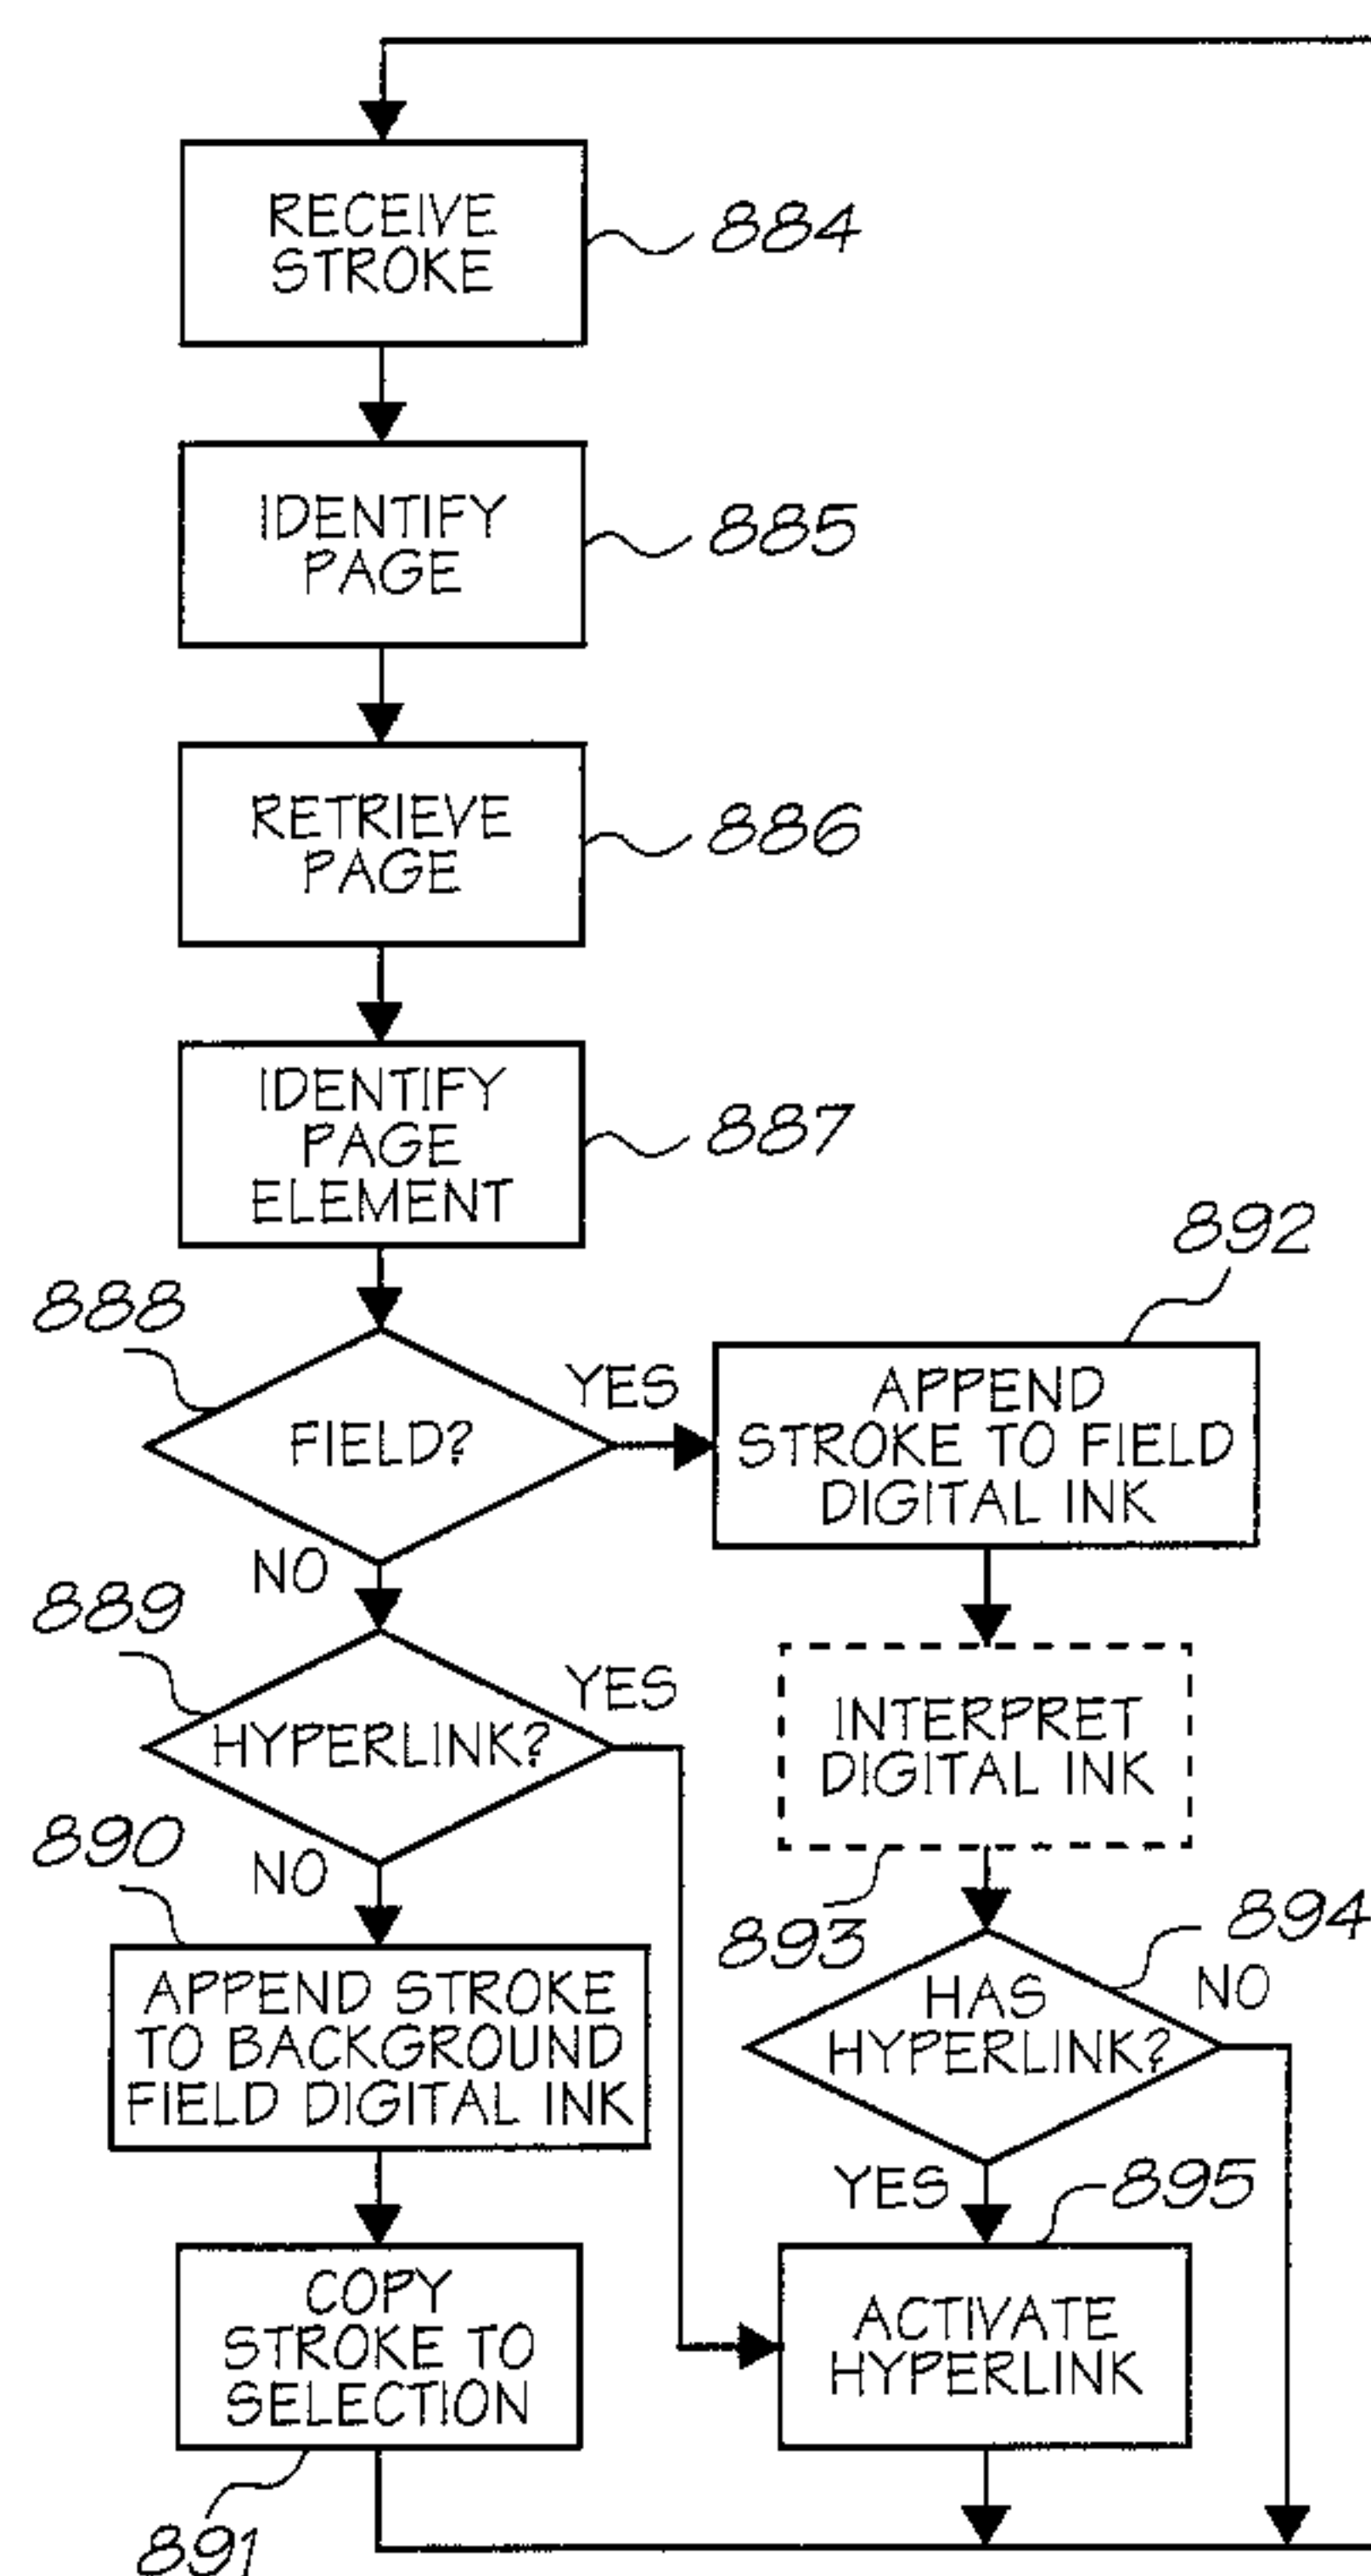 RECEIVE
STROKE
884
IDENTIFY
PAGE
885
RETRIEVE
PAGE
886
IDENTIFY
PAGE
ELEMENT
887
892
888
FIELD?
YES
APPEND
STROKE TO FIELD
DIGITAL INK
NO
889
HYPERLINK?
YES
INTERPRET
DIGITAL INK
890
NO
893
894
HAS
HYPERLINK?
NO
APPEND STROKE
TO BACKGROUND
FIELD DIGITAL INK
YES
895
COPY
STROKE TO
SELECTION
ACTIVATE
HYPERLINK
891